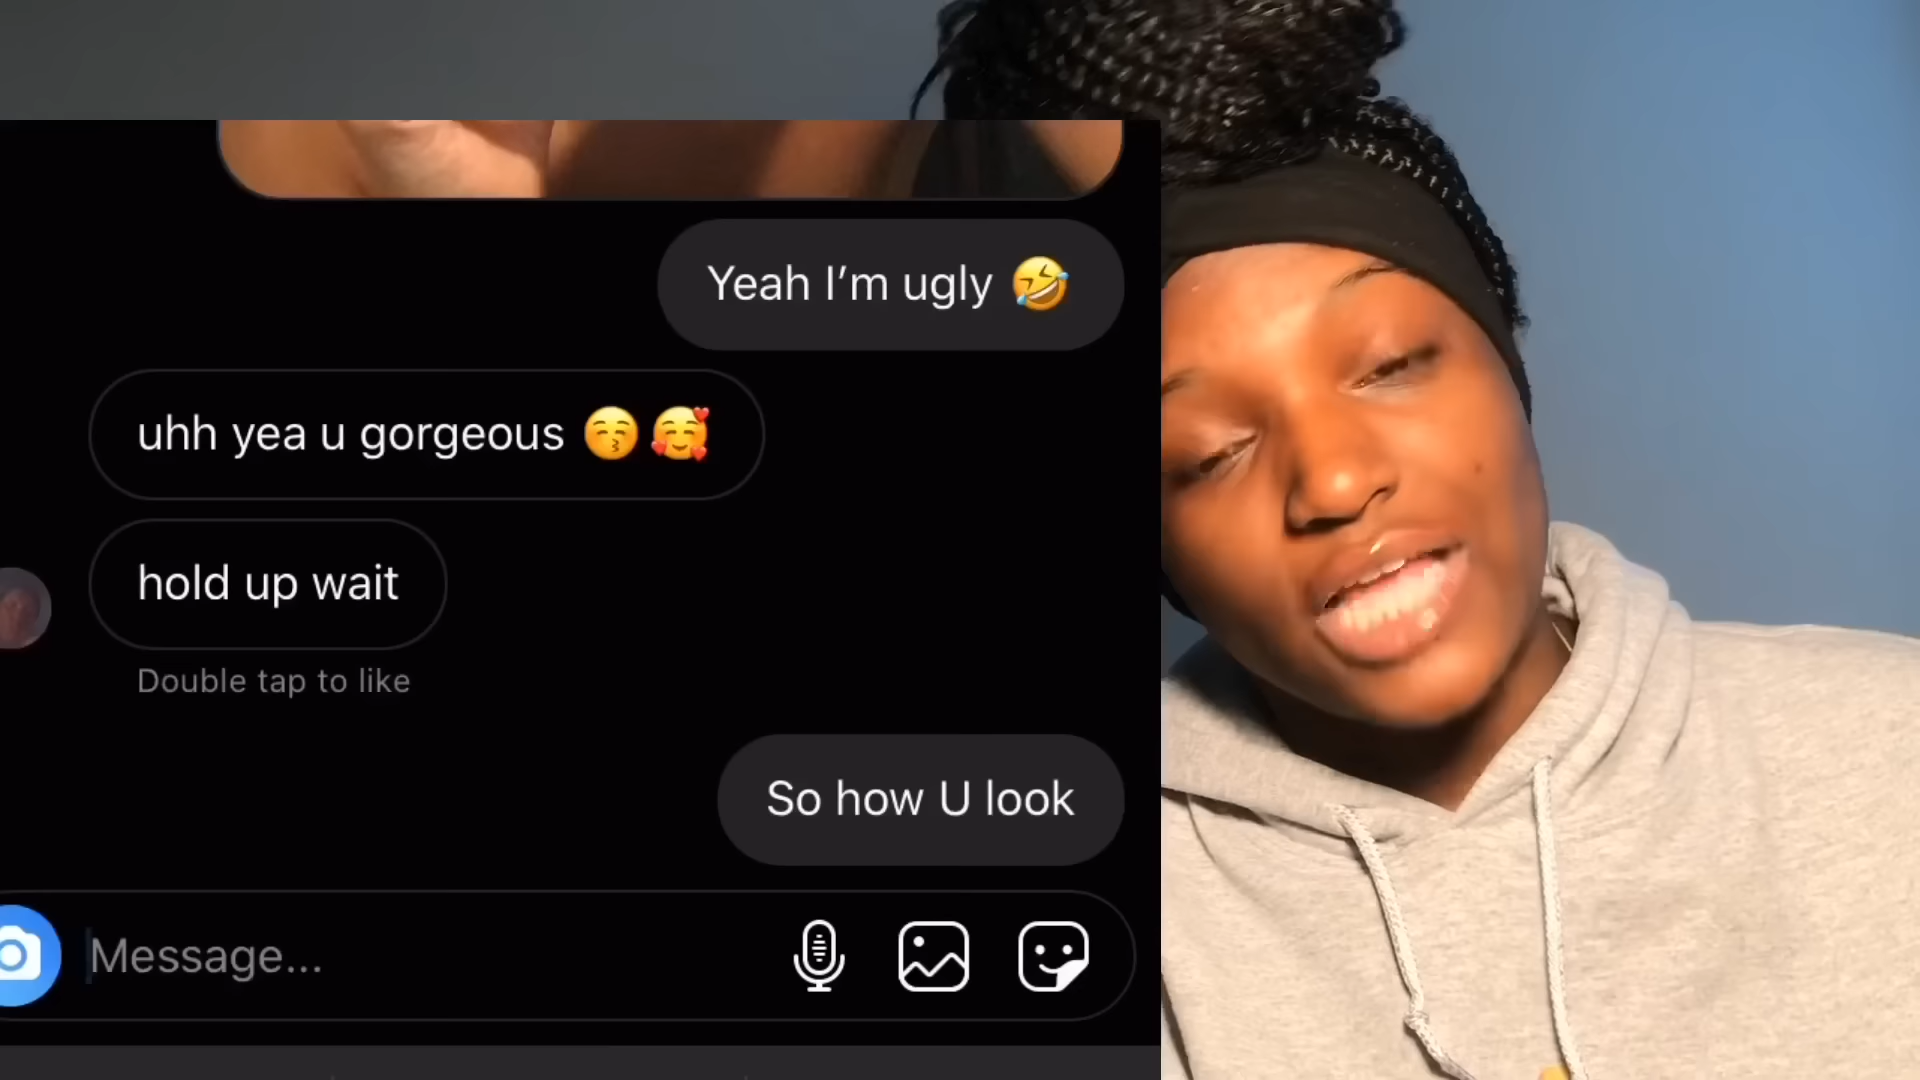 Yeah I’m ugly 🤣
uhh yea u gorgeous 😚 🥰
hold up wait
Double tap to like
So how U look
Message...